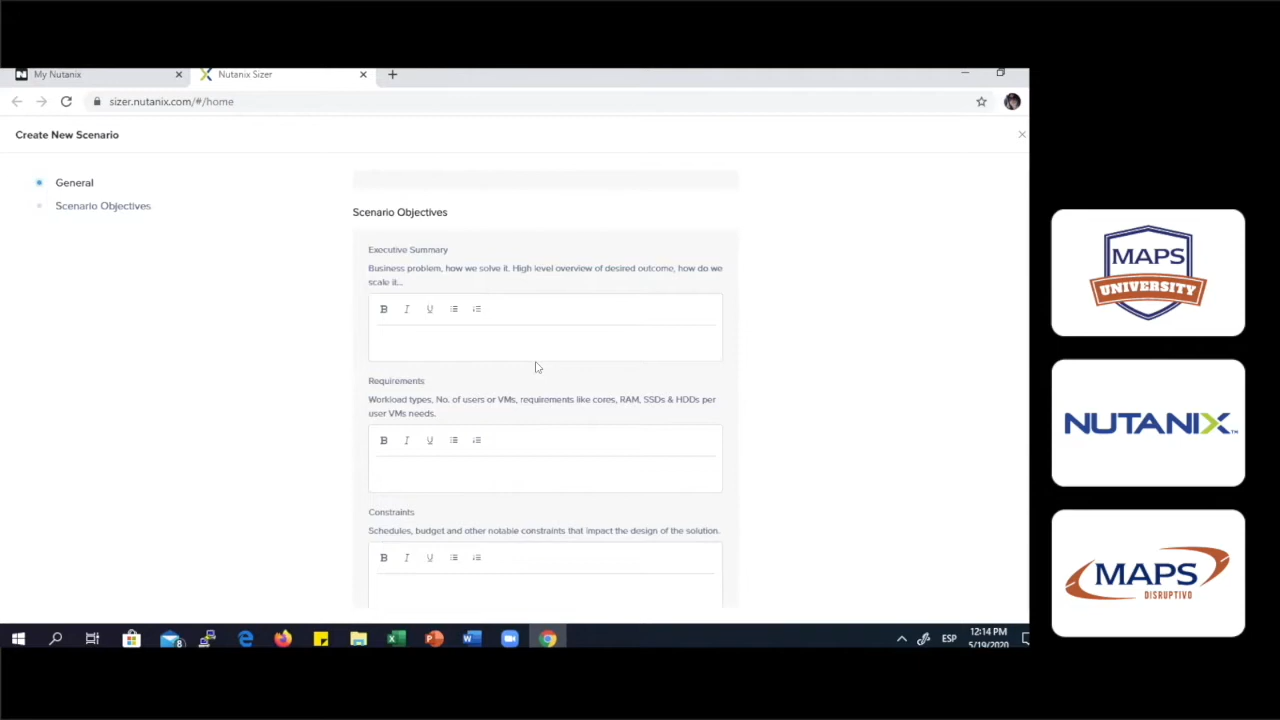 My Nutanix
Nutanix Sizer
sizer.nutanix.com/#/home
Create New Scenario
General
Scenario Objectives
Scenario Objectives
Executive Summary
Business problem, how we solve it. High level overview of desired outcome, how do we
scale it...
B I U
Requirements
Workload types, No. of users or VMs, requirements like cores, RAM, SSDs & HDDs per
user VMs needs.
B I U
Constraints
Schedules, budget and other notable constraints that impact the design of the solution.
B I U
8
ESP
12:14 PM
5/19/2020
MAPS
UNIVERSITY
NUTANIX™
MAPS
DISRUPTIVO